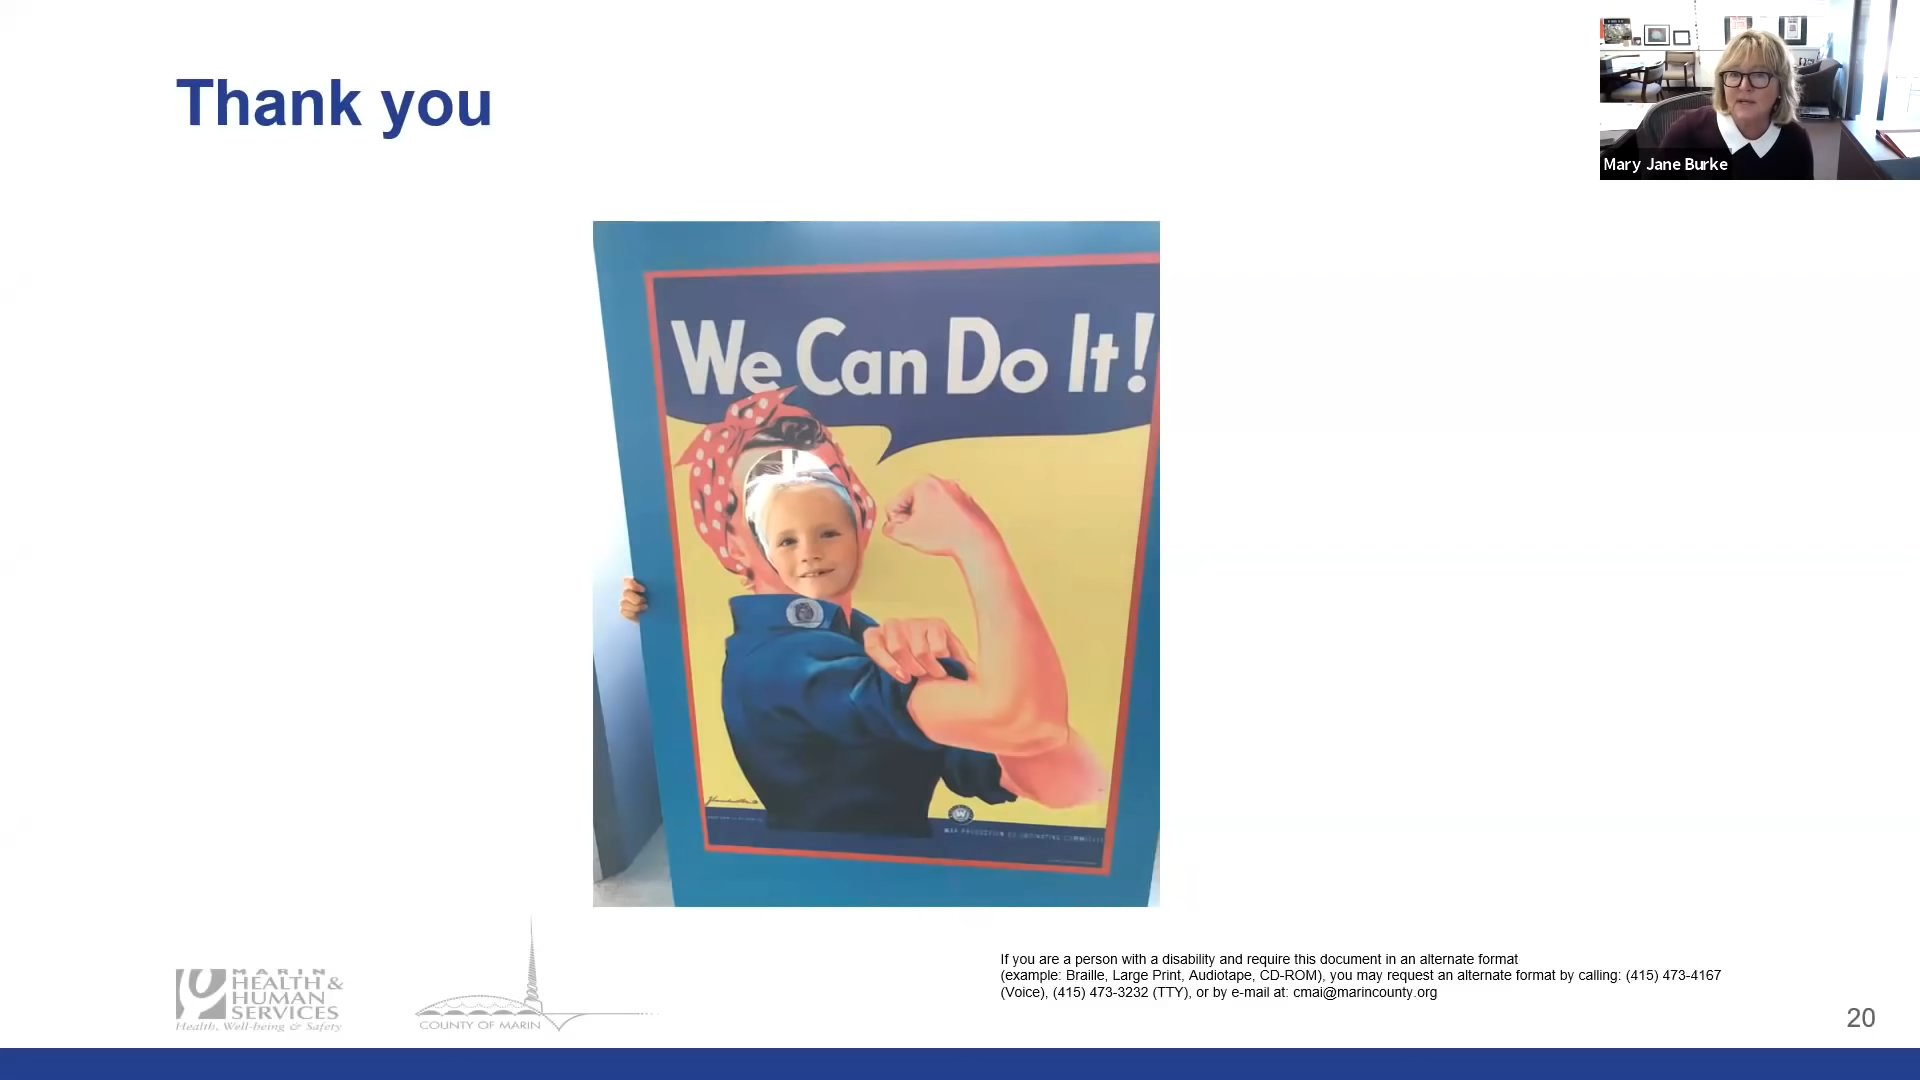 Thank you
Mary Jane Burke
We Can Do It!
MARIN
HEALTH &
HUMAN
SERVICES
Health, Well-being & Safety
COUNTY OF MARIN
If you are a person with a disability and require this document in an alternate format
(example: Braille, Large Print, Audiotape, CD-ROM), you may request an alternate format by calling: (415) 473-4167
(Voice), (415) 473-3232 (TTY), or by e-mail at: cmai@marincounty.org
20